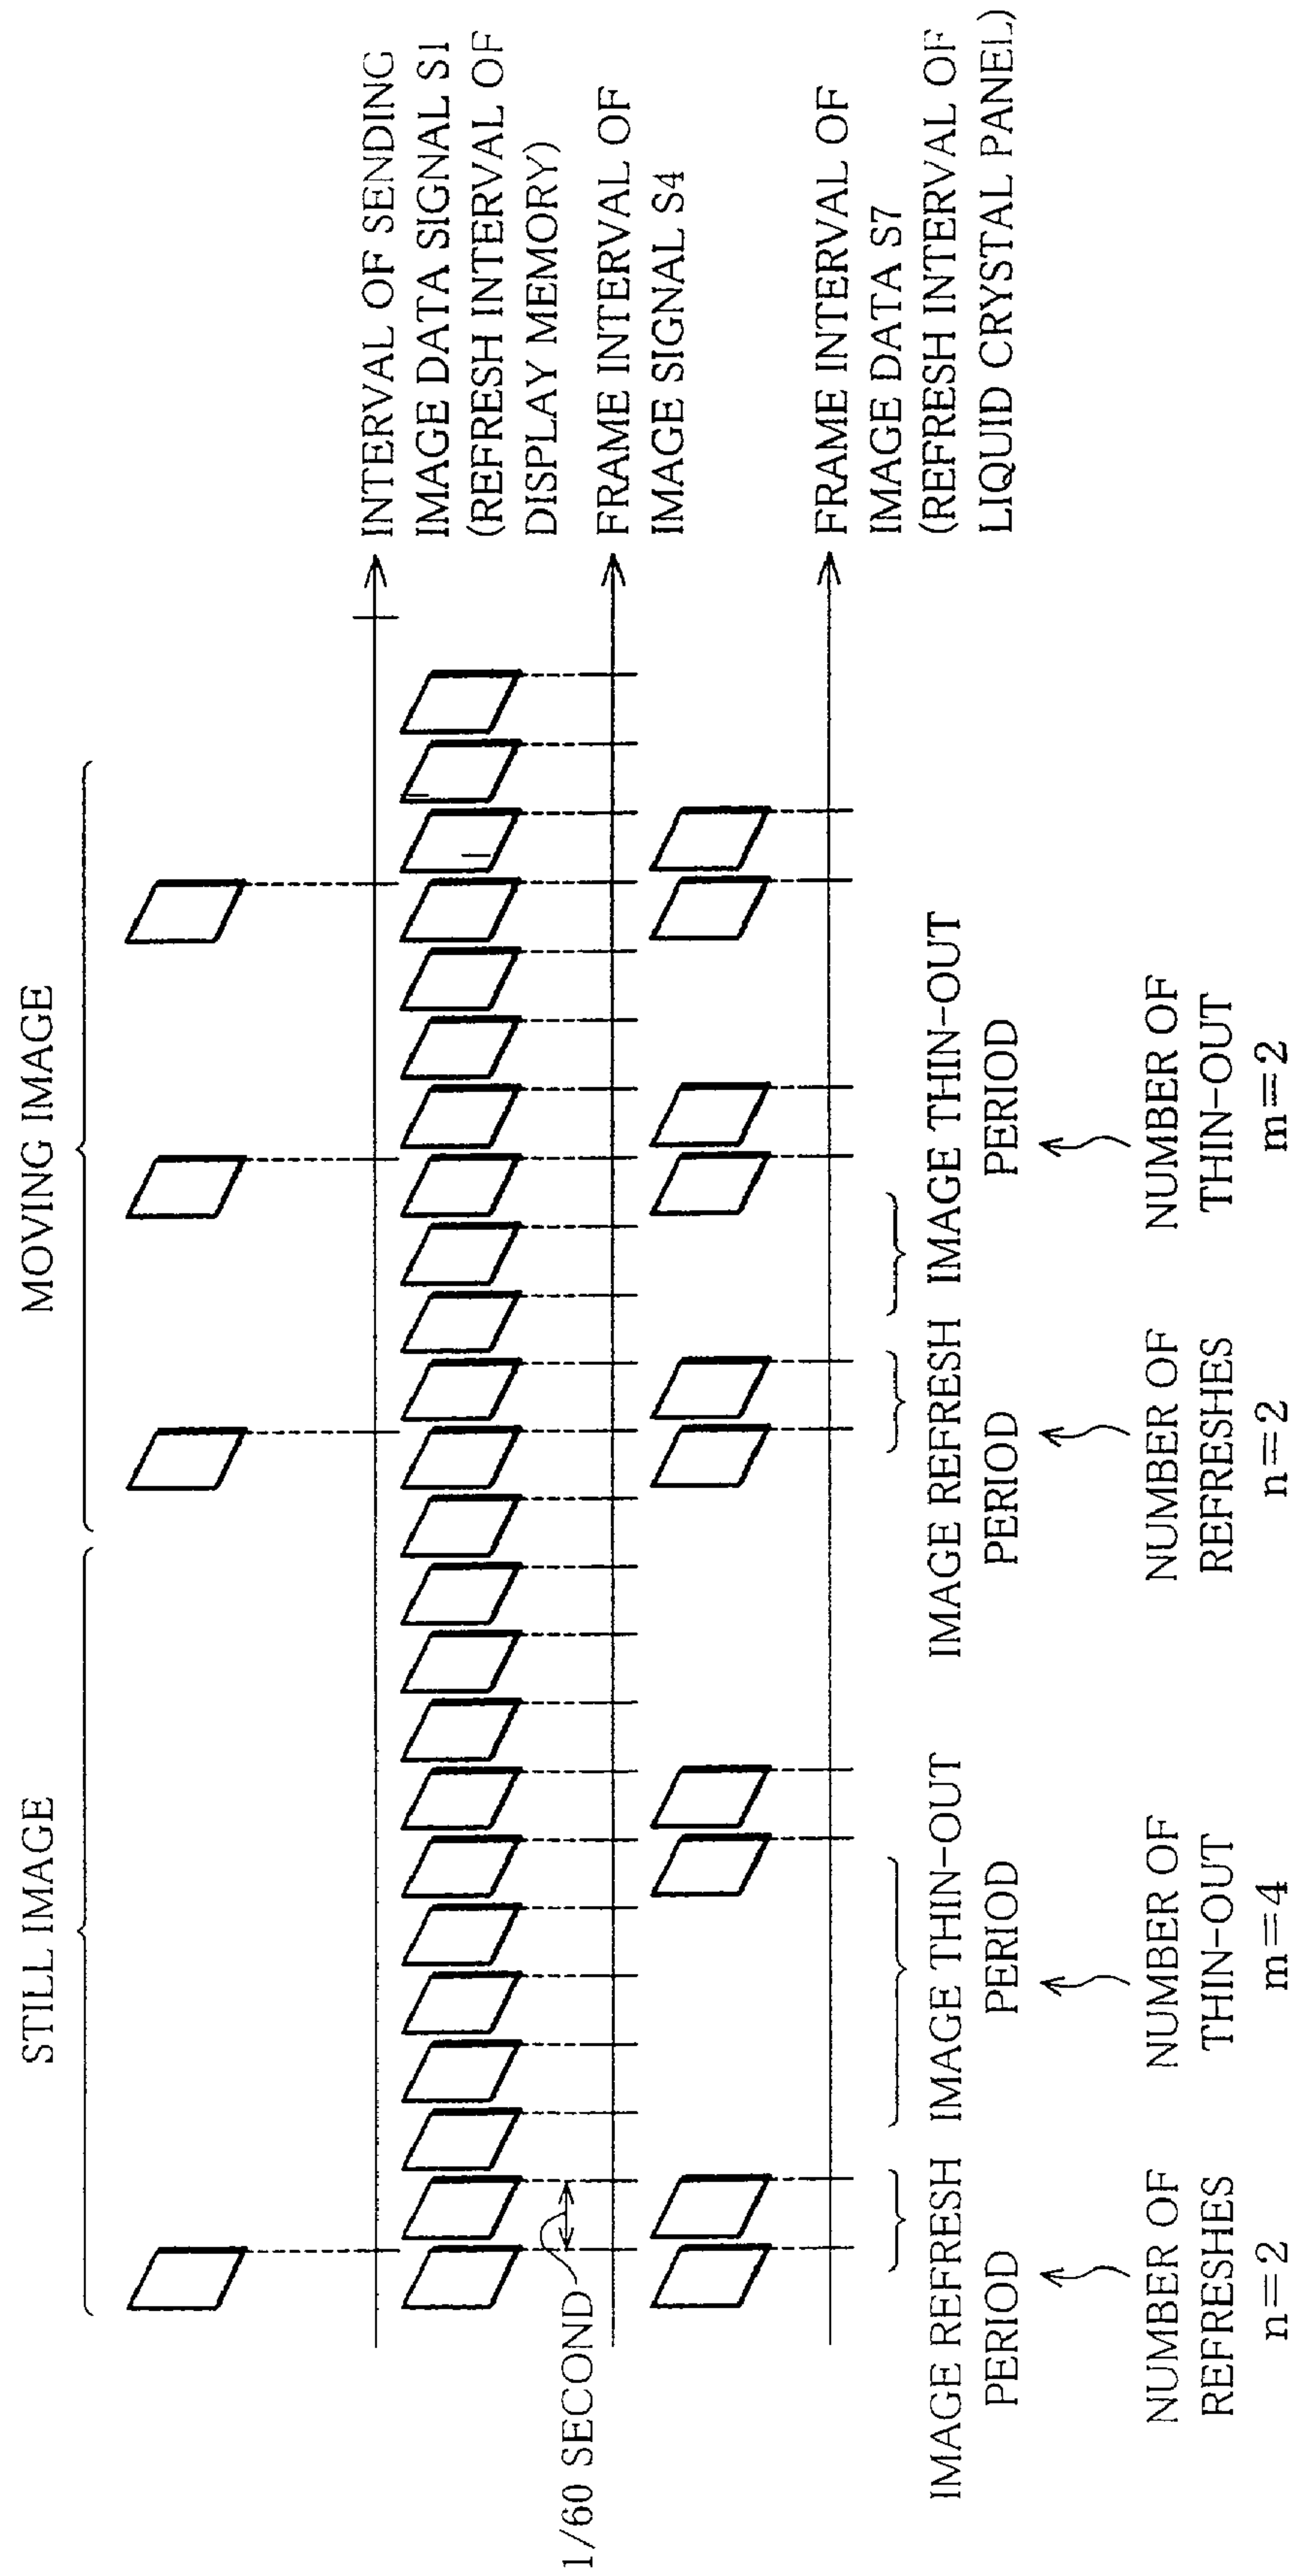 STILL IMAGE
MOVING IMAGE
INTERVAL OF SENDING
IMAGE DATA SIGNAL S1
(REFRESH INTERVAL OF
DISPLAY MEMORY)
1/60 SECOND
FRAME INTERVAL OF
IMAGE SIGNAL S4
FRAME INTERVAL OF
IMAGE DATA S7
(REFRESH INTERVAL OF
LIQUID CRYSTAL PANEL)
IMAGE REFRESH
PERIOD
IMAGE THIN-OUT
PERIOD
IMAGE REFRESH
PERIOD
IMAGE THIN-OUT
PERIOD
NUMBER OF
REFRESHES
n=2
NUMBER OF
THIN-OUT
m=4
NUMBER OF
REFRESHES
n=2
NUMBER OF
THIN-OUT
m=2